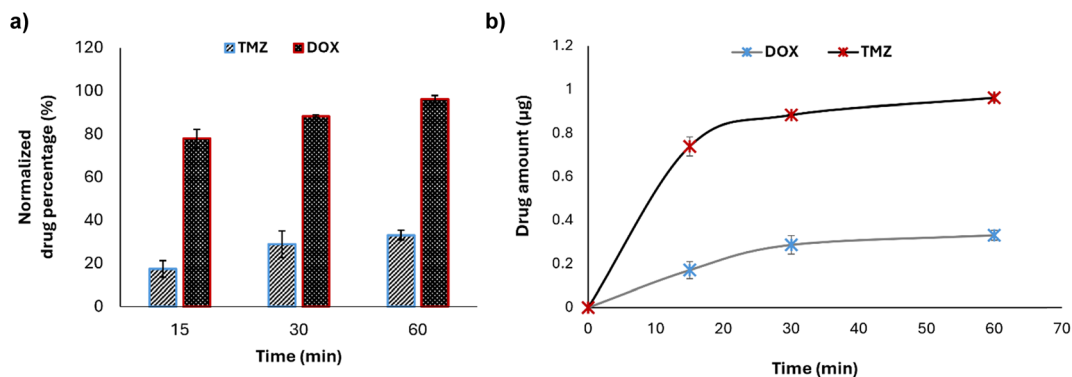 a)
TMZ DOX
Normalized
drug percentage (%)
120
100
80
60
40
20
0
15 30 60
Time (min)
b)
DOX TMZ
Drug amount (µg)
1.2
1
0.8
0.6
0.4
0.2
0
0 10 20 30 40 50 60 70
Time (min)